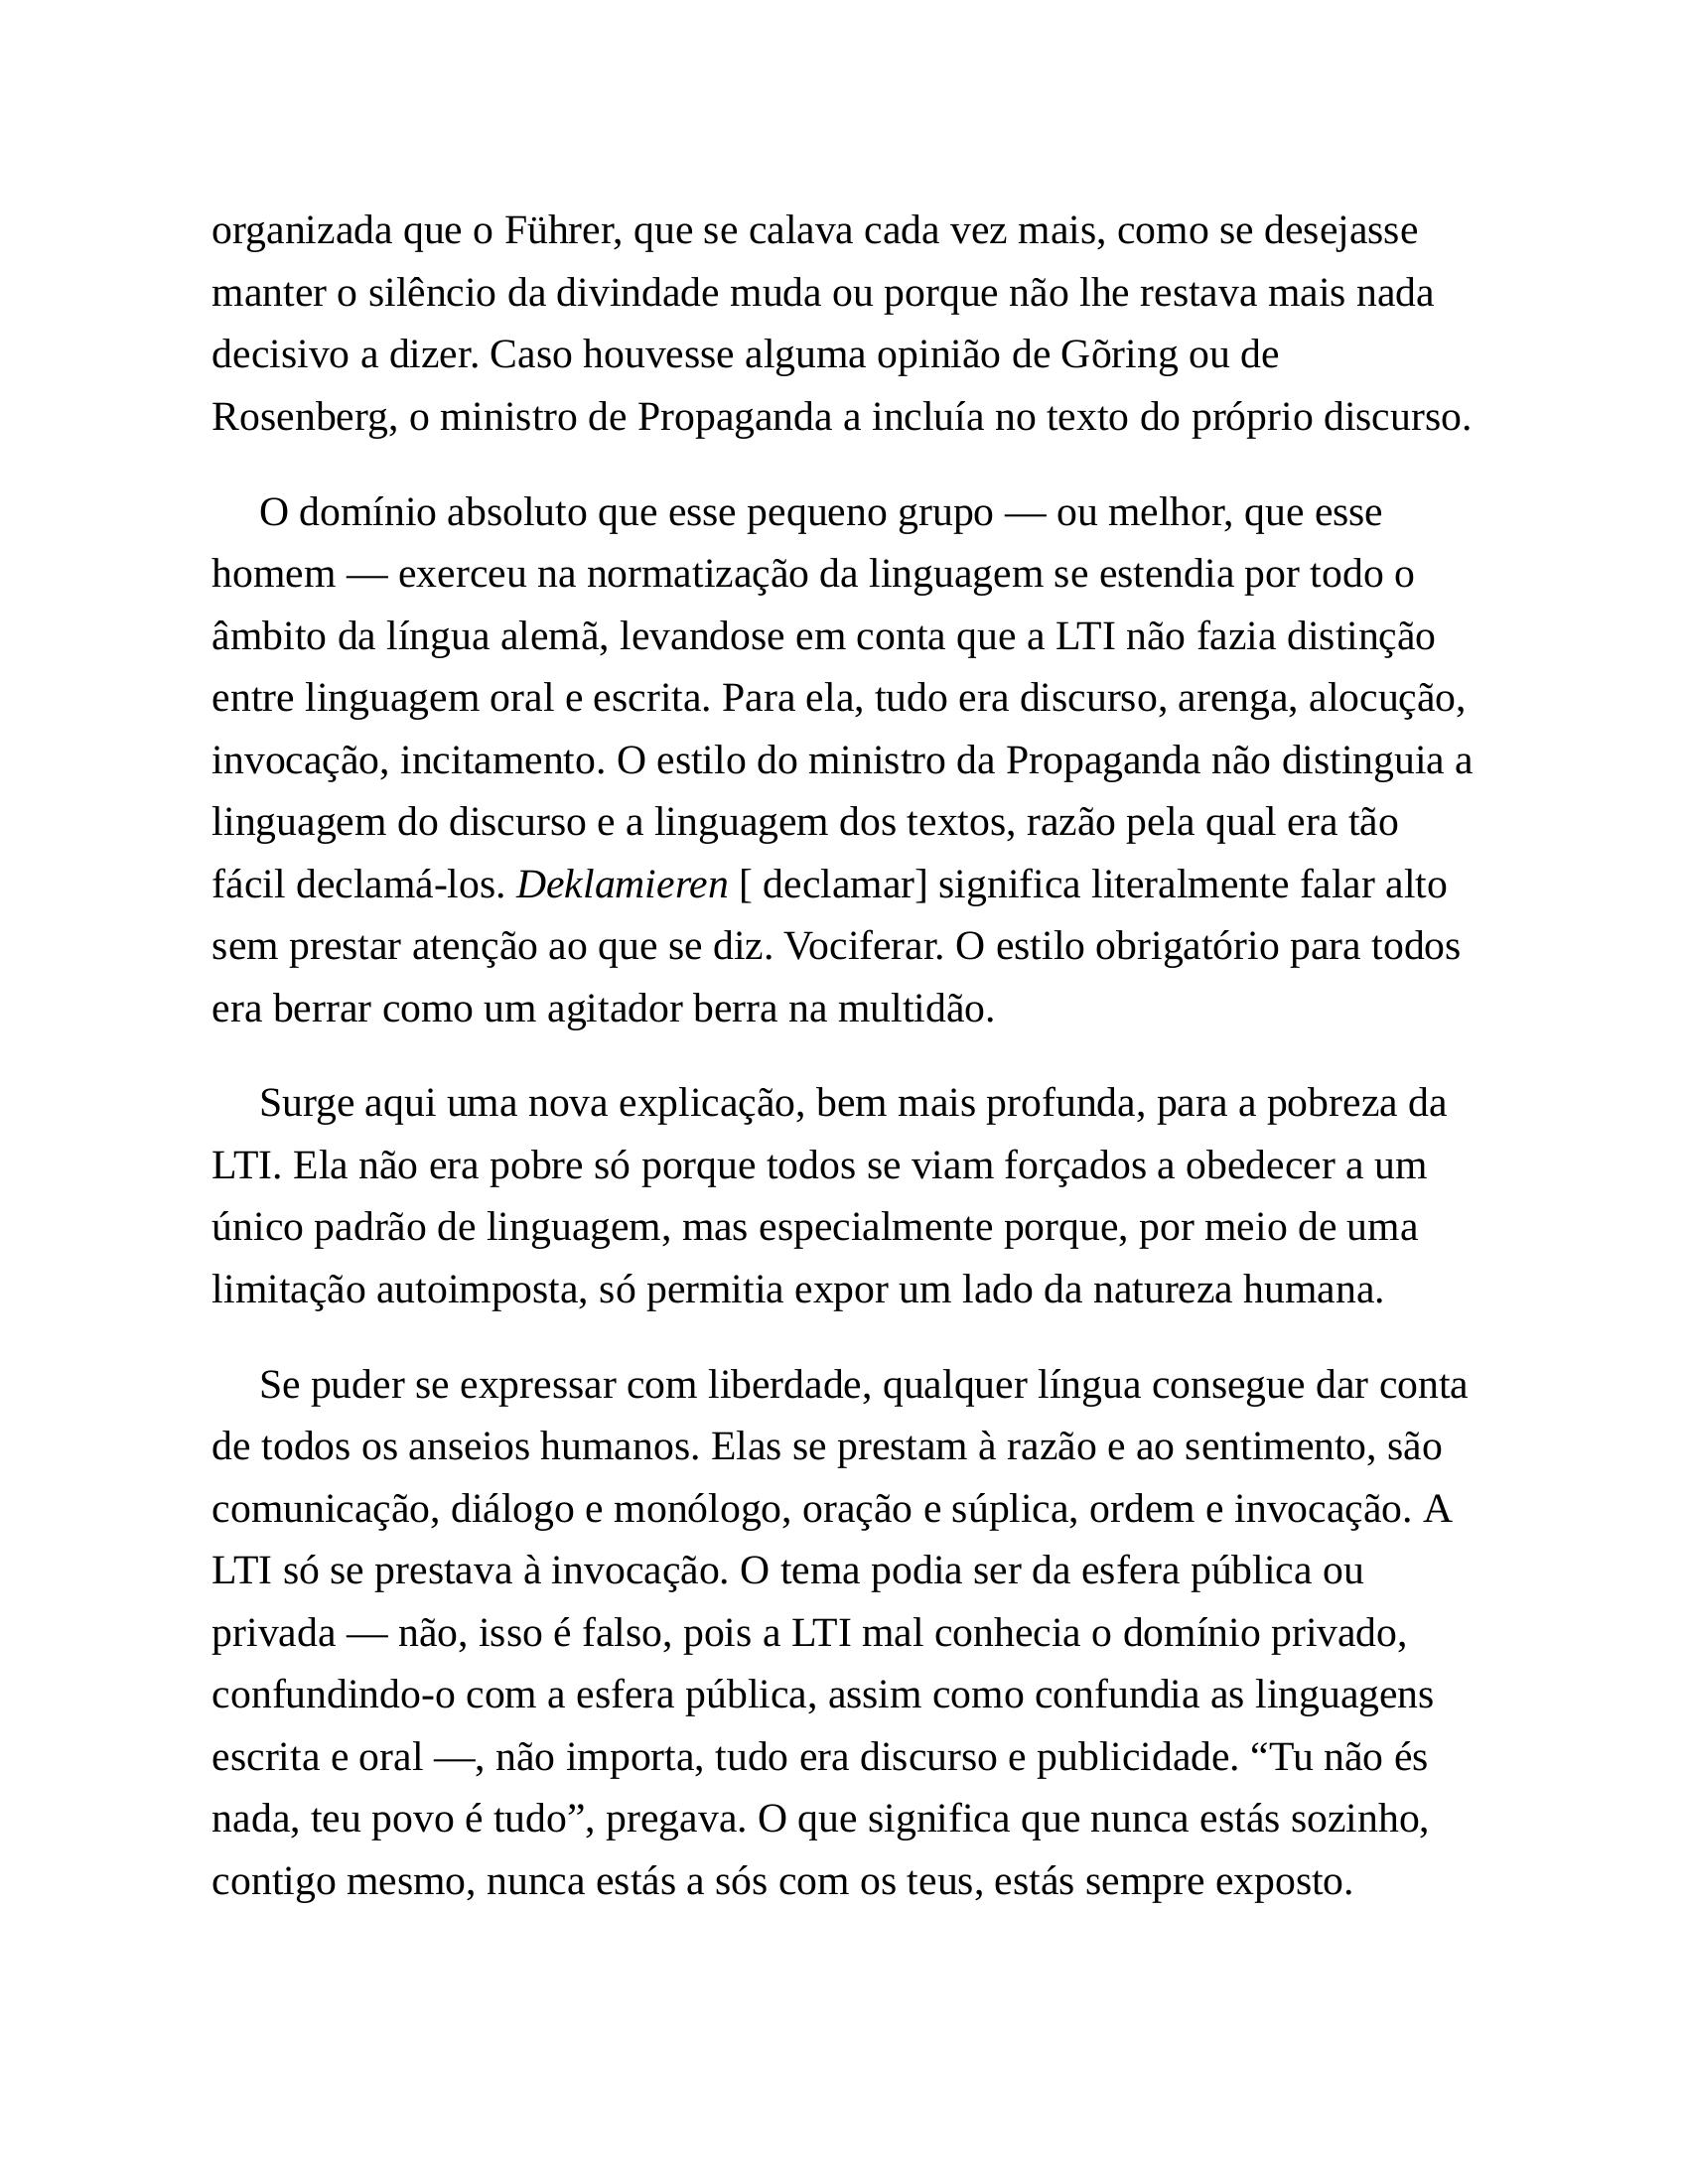 organizada que o Führer, que se calava cada vez mais, como se desejasse
manter o silêncio da divindade muda ou porque não lhe restava mais nada
decisivo a dizer. Caso houvesse alguma opinião de Gõring ou de
Rosenberg, o ministro de Propaganda a incluía no texto do próprio discurso.
O domínio absoluto que esse pequeno grupo — ou melhor, que esse
homem — exerceu na normatização da linguagem se estendia por todo o
âmbito da língua alemã, levandose em conta que a LTI não fazia distinção
entre linguagem oral e escrita. Para ela, tudo era discurso, arenga, alocução,
invocação, incitamento. O estilo do ministro da Propaganda não distinguia a
linguagem do discurso e a linguagem dos textos, razão pela qual era tão
fácil declamá-los. Deklamieren [ declamar] significa literalmente falar alto
sem prestar atenção ao que se diz. Vociferar. O estilo obrigatório para todos
era berrar como um agitador berra na multidão.
Surge aqui uma nova explicação, bem mais profunda, para a pobreza da
LTI. Ela não era pobre só porque todos se viam forçados a obedecer a um
único padrão de linguagem, mas especialmente porque, por meio de uma
limitação autoimposta, só permitia expor um lado da natureza humana.
Se puder se expressar com liberdade, qualquer língua consegue dar conta
de todos os anseios humanos. Elas se prestam à razão e ao sentimento, são
comunicação, diálogo e monólogo, oração e súplica, ordem e invocação. A
LTI só se prestava à invocação. O tema podia ser da esfera pública ou
privada — não, isso é falso, pois a LTI mal conhecia o domínio privado,
confundindo-o com a esfera pública, assim como confundia as linguagens
escrita e oral —, não importa, tudo era discurso e publicidade. “Tu não és
nada, teu povo é tudo”, pregava. O que significa que nunca estás sozinho,
contigo mesmo, nunca estás a sós com os teus, estás sempre exposto.